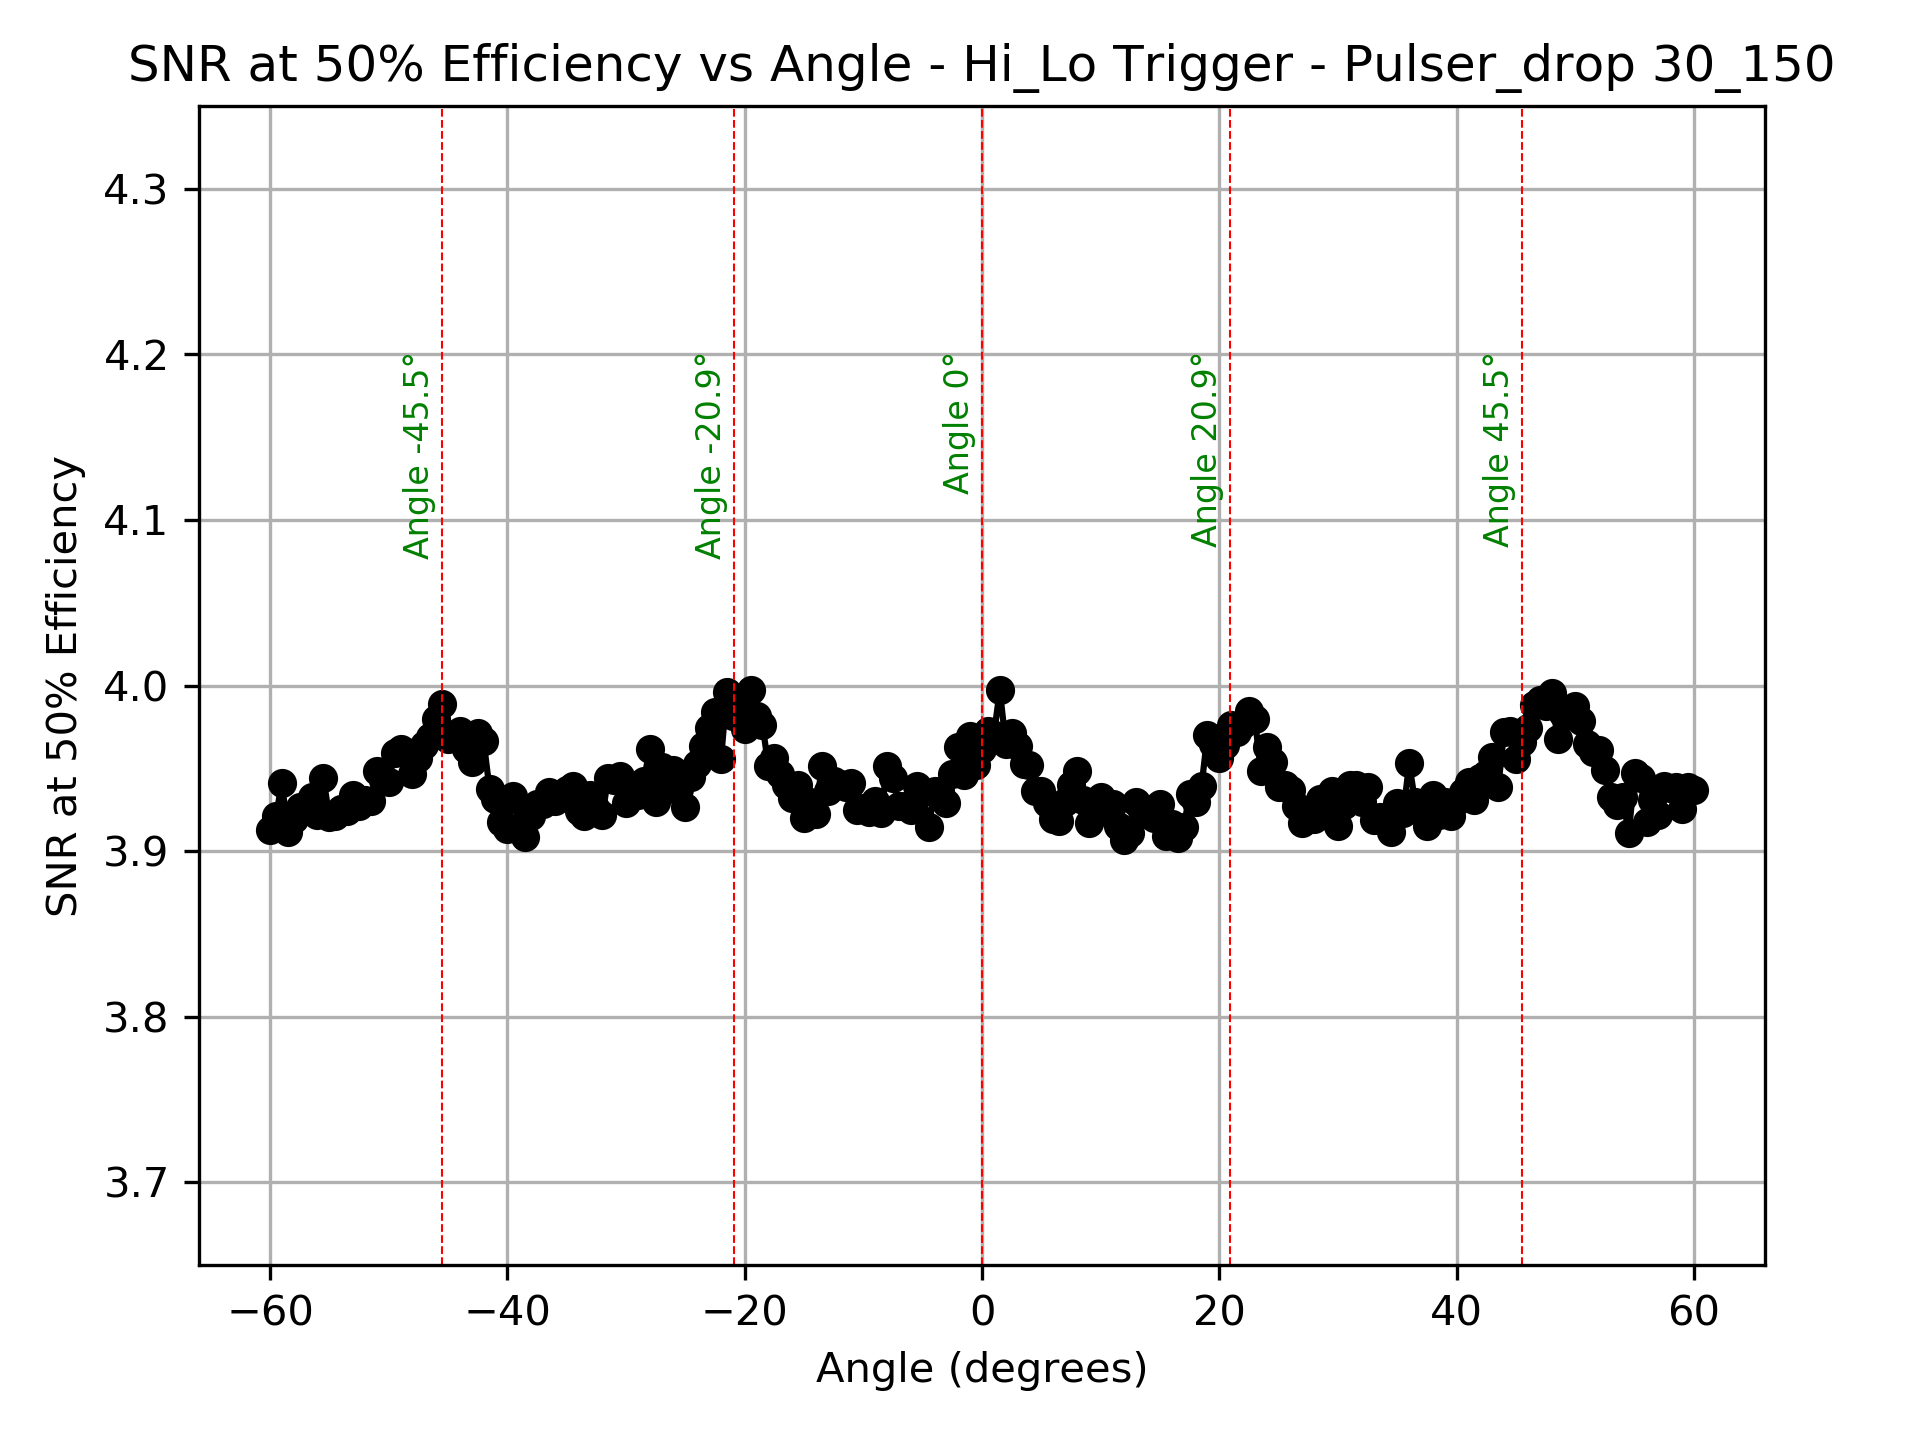 SNR at 50% Efficiency vs Angle - Hi_Lo Trigger - Pulser_drop 30_150
SNR at 50% Efficiency
4.3
4.2
4.1
4.0
3.9
3.8
3.7
Angle -45.5°
Angle -20.9°
Angle 0°
Angle 20.9°
Angle 45.5°
−60
−40
−20
0
20
40
60
Angle (degrees)